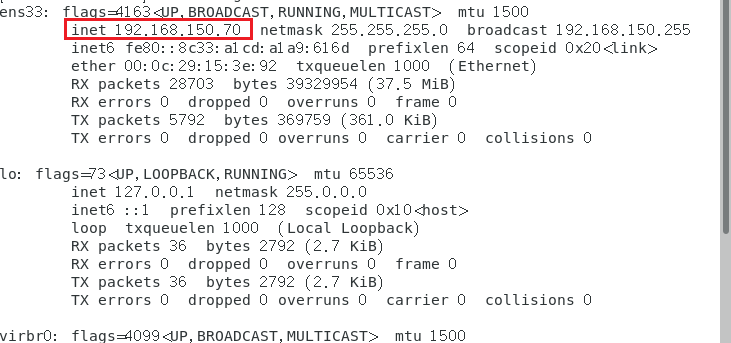 ens33: flags=4163<UP,BROADCAST,RUNNING,MULTICAST> mtu 1500
inet 192.168.150.70 netmask 255.255.255.0 broadcast 192.168.150.255
inet6 fe80::8c33:a1cd:a1a9:616d prefixlen 64 scopeid 0x20<link>
ether 00:0c:29:15:3e:92 txqueuelen 1000 (Ethernet)
RX packets 28703 bytes 39329954 (37.5 MiB)
RX errors 0 dropped 0 overruns 0 frame 0
TX packets 5792 bytes 369759 (361.0 KiB)
TX errors 0 dropped 0 overruns 0 carrier 0 collisions 0
lo: flags=73<UP,LOOPBACK,RUNNING> mtu 65536
inet 127.0.0.1 netmask 255.0.0.0
inet6 ::1 prefixlen 128 scopeid 0x10<host>
loop txqueuelen 1000 (Local Loopback)
RX packets 36 bytes 2792 (2.7 KiB)
RX errors 0 dropped 0 overruns 0 frame 0
TX packets 36 bytes 2792 (2.7 KiB)
TX errors 0 dropped 0 overruns 0 carrier 0 collisions 0
virbr0: flags=4099<UP,BROADCAST,MULTICAST> mtu 1500